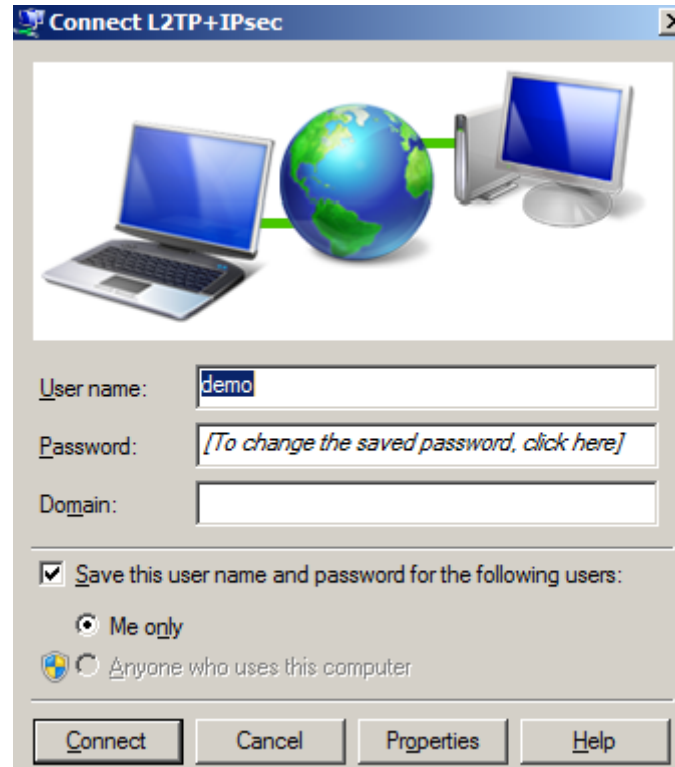 Connect L2TP+IPsec
User name:
demo
Password:
[To change the saved password, click here]
Domain:
Save this user name and password for the following users:
Me only
Anyone who uses this computer
Connect Cancel Properties Help